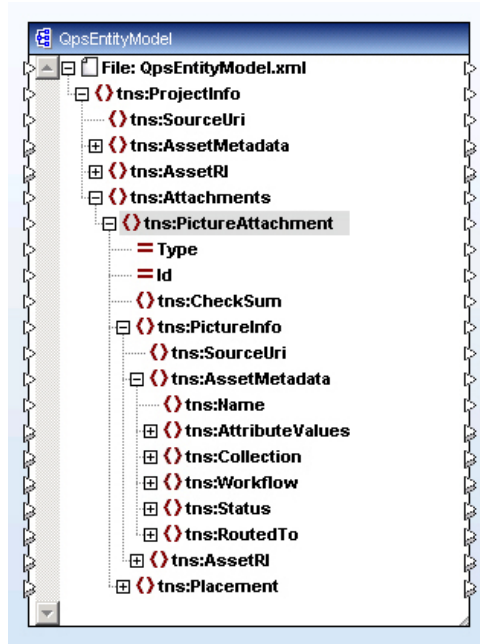 QpsEntityModel
File: QpsEntityModel.xml
tns:ProjectInfo
tns:SourceUri
tns:AssetMetadata
tns:AssetRI
tns:Attachments
tns:PictureAttachment
Type
Id
tns:CheckSum
tns:PictureInfo
tns:SourceUri
tns:AssetMetadata
tns:Name
tns:AttributeValues
tns:Collection
tns:Workflow
tns:Status
tns:RoutedTo
tns:AssetRI
tns:Placement